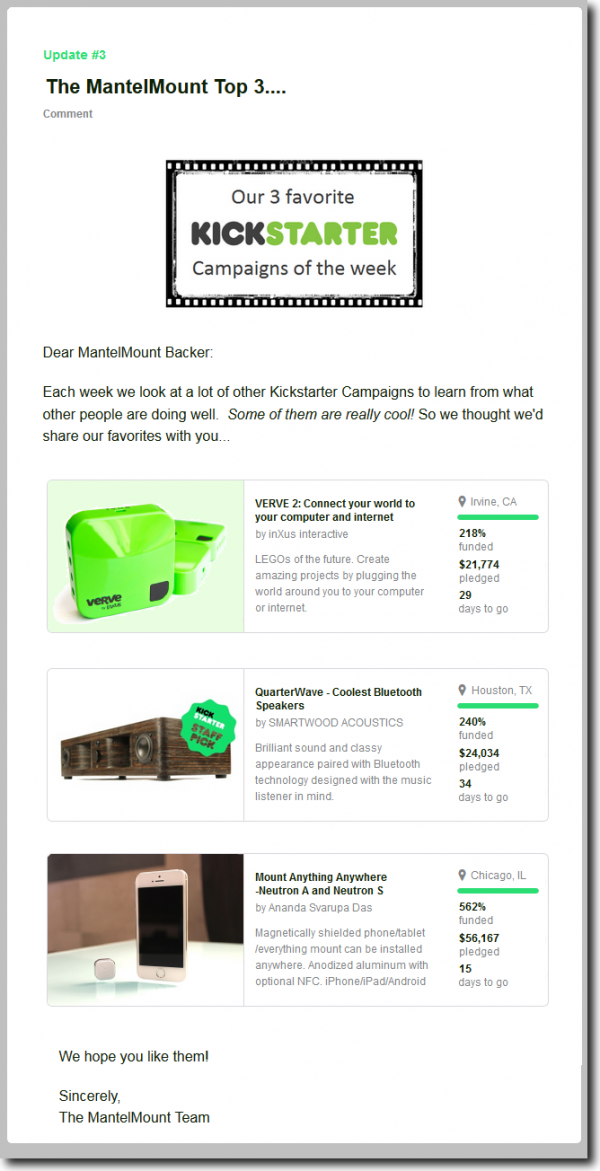 Update #3
The MantelMount Top 3....
Comment
Our 3 favorite
KICKSTARTER
Campaigns of the week
Dear MantelMount Backer:
Each week we look at a lot of other Kickstarter Campaigns to learn from what
other people are doing well.  Some of them are really cool! So we thought we'd
share our favorites with you...
verve
by inXus
VERVE 2: Connect your world to
your computer and internet
by inXus interactive
LEGOs of the future. Create
amazing projects by plugging the
world around you to your computer
or internet.
Irvine, CA
218%
funded
$21,774
pledged
29
days to go
KICK
STARTER
STAFF
PICK
QuarterWave - Coolest Bluetooth
Speakers
by SMARTWOOD ACOUSTICS
Brilliant sound and classy
appearance paired with Bluetooth
technology designed with the music
listener in mind.
Houston, TX
240%
funded
$24,034
pledged
34
days to go
Mount Anything Anywhere
-Neutron A and Neutron S
by Ananda Svarupa Das
Magnetically shielded phone/tablet
/everything mount can be installed
anywhere. Anodized aluminum with
optional NFC. iPhone/iPad/Android
Chicago, IL
562%
funded
$56,167
pledged
15
days to go
We hope you like them!
Sincerely,
The MantelMount Team